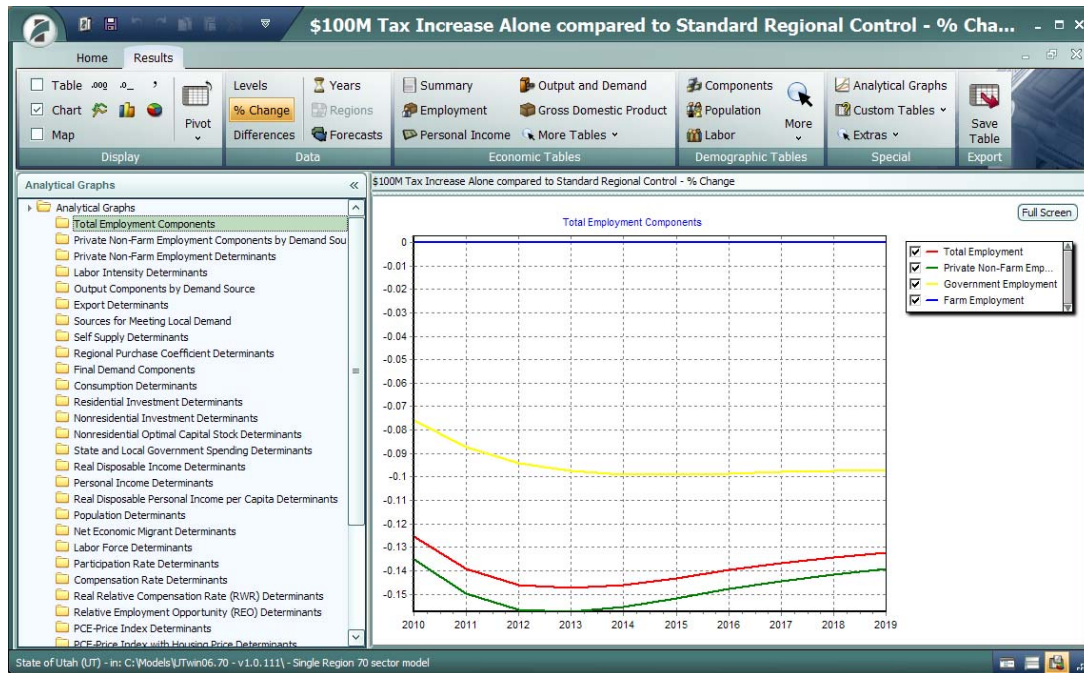 $100M Tax Increase Alone compared to Standard Regional Control - % Cha...
Home Results
Table .000 .0_ ,
Chart
Map
Pivot
Display
Levels
% Change
Differences
Years
Regions
Forecasts
Data
Summary
Employment
Personal Income
Output and Demand
Gross Domestic Product
More Tables
Economic Tables
Components
Population
Labor
More
Demographic Tables
Analytical Graphs
Custom Tables
Extras
Special
Save
Table
Export
Analytical Graphs «
Analytical Graphs
Total Employment Components
Private Non-Farm Employment Components by Demand Sou
Private Non-Farm Employment Determinants
Labor Intensity Determinants
Output Components by Demand Source
Export Determinants
Sources for Meeting Local Demand
Self Supply Determinants
Regional Purchase Coefficient Determinants
Final Demand Components
Consumption Determinants
Residential Investment Determinants
Nonresidential Investment Determinants
Nonresidential Optimal Capital Stock Determinants
State and Local Government Spending Determinants
Real Disposable Income Determinants
Personal Income Determinants
Real Disposable Personal Income per Capita Determinants
Population Determinants
Net Economic Migrant Determinants
Labor Force Determinants
Participation Rate Determinants
Compensation Rate Determinants
Real Relative Compensation Rate (RWR) Determinants
Relative Employment Opportunity (REO) Determinants
PCE-Price Index Determinants
PCE-Price Index with Housing Price Determinants
$100M Tax Increase Alone compared to Standard Regional Control - % Change
Full Screen
Total Employment Components
0
-0.01
-0.02
-0.03
-0.04
-0.05
-0.06
-0.07
-0.08
-0.09
-0.1
-0.11
-0.12
-0.13
-0.14
-0.15
2010 2011 2012 2013 2014 2015 2016 2017 2018 2019
Total Employment
Private Non-Farm Emp...
Government Employment
Farm Employment
State of Utah (UT) - in: C:\Models\UTwin06.70 - v1.0.111\ - Single Region 70 sector model